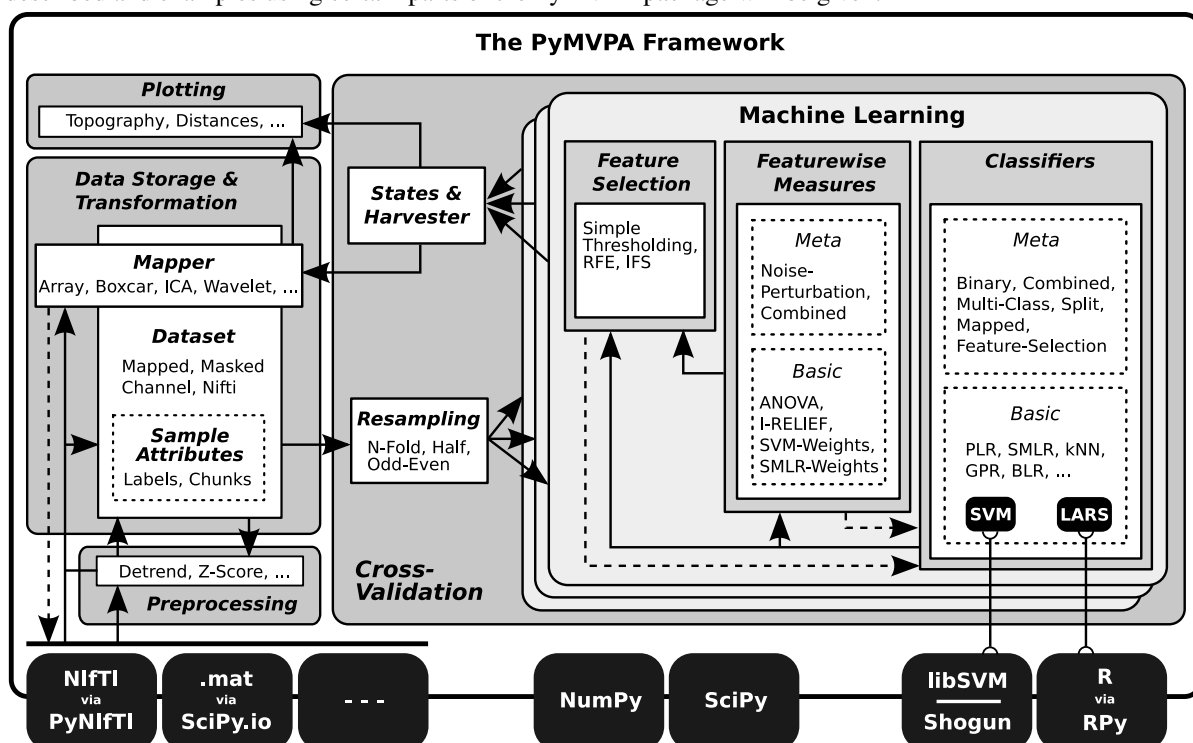 The PyMVPA Framework
Plotting
Topography, Distances, ...
Data Storage &
Transformation
Mapper
Array, Boxcar, ICA, Wavelet, ...
Dataset
Mapped, Masked
Channel, Nifti
Sample
Attributes
Labels, Chunks
Detrend, Z-Score, ...
Preprocessing
States &
Harvester
Resampling
N-Fold, Half,
Odd-Even
Cross-
Validation
Machine Learning
Feature
Selection
Simple
Thresholding,
RFE, IFS
Featurewise
Measures
Meta
Noise-
Perturbation,
Combined
Basic
ANOVA,
I-RELIEF,
SVM-Weights,
SMLR-Weights
Classifiers
Meta
Binary, Combined,
Multi-Class, Split,
Mapped,
Feature-Selection
Basic
PLR, SMLR, kNN,
GPR, BLR, ...
SVM
LARS
NIfTI
via
PyNIfTI
.mat
via
SciPy.io
- - -
NumPy
SciPy
libSVM
Shogun
R
via
RPy